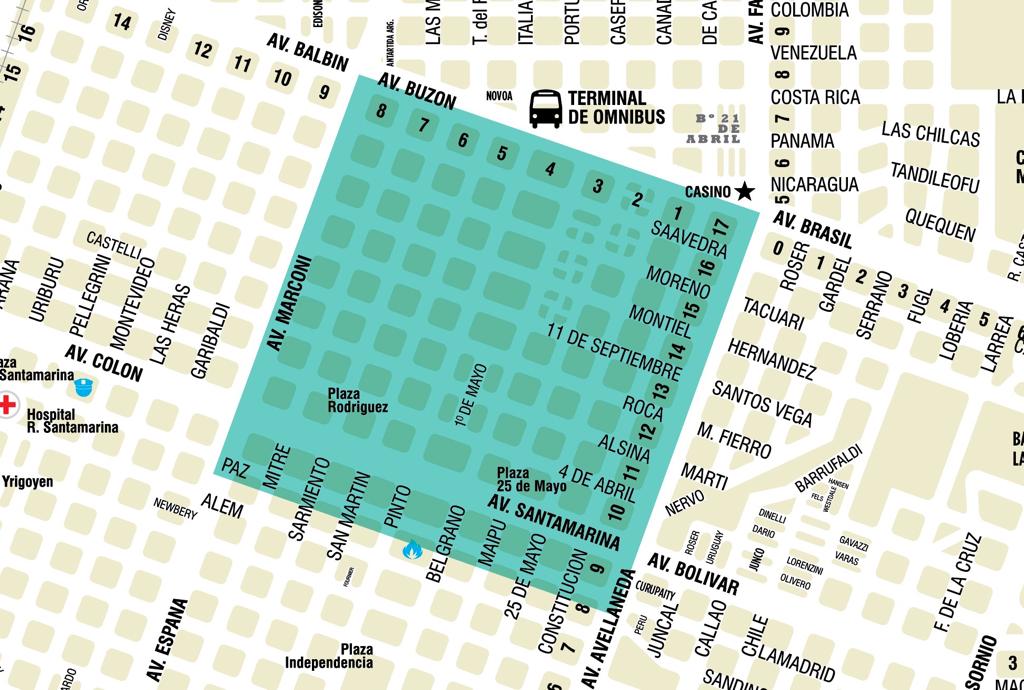 16
15
14
DISNEY
EDISON
12
11
10
9
AV. BALBIN
ANTARTIDA ARG.
LAS M
T. del F
ITALIA
PORTU
CASER
CANAD
DE CA
AV. FA
COLOMBIA
9
VENEZUELA
8
COSTA RICA
7
PANAMA
6
NICARAGUA
5
LAS CHILCAS
TANDILEOFU
QUEQUEN
AV. BUZON
NOVOA
TERMINAL
DE OMNIBUS
B° 21
DE
ABRIL
CASINO
8
7
6
5
4
3
2
1
17
SAAVEDRA
16
MORENO
15
MONTIEL
14
11 DE SEPTIEMBRE
13
ROCA
12
ALSINA
11
4 DE ABRIL
10
AV. SANTAMARINA
9
8
7
AV. BRASIL
0
ROSER
1
GARDEL
2
SERRANO
3
FUGL
4
LOBERIA
5
LARREA
TACUARI
HERNANDEZ
SANTOS VEGA
M. FIERRO
MARTI
NERVO
BARRUFALDI
HANSEN
FELS
WESTDALE
DINELLI
DARIO
JUNCO
GAVAZZI
VARAS
LORENZINI
OLIVERO
ROSER
URUGUAY
AV. BOLIVAR
CURUPAITY
PERU
JUNCAL
CALLAO
CHILE
LAMADRID
F. DE LA CRUZ
SORNIO
3
CASTELLI
URIBURU
PELLEGRINI
MONTEVIDEO
LAS HERAS
GARIBALDI
AV. COLON
AV. MARCONI
aza
Santamarina
Hospital
R. Santamarina
Yrigoyen
Plaza
Rodriguez
1º DE MAYO
Plaza
25 de Mayo
PAZ
MITRE
SARMIENTO
SAN MARTIN
PINTO
BELGRANO
MAIPU
25 DE MAYO
CONSTITUCION
AV. AVELLANEDA
NEWBERY
ALEM
FOURNIER
AV. ESPANA
Plaza
Independencia